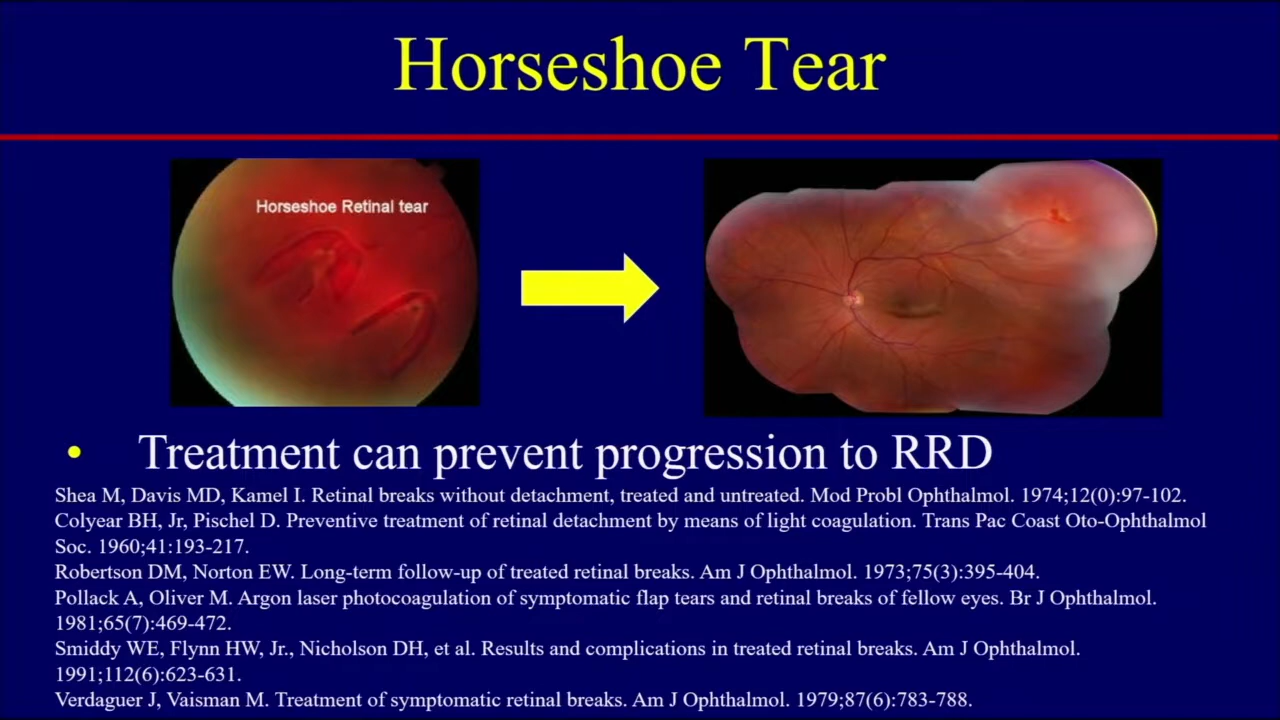 Horseshoe Tear
Horseshoe Retinal tear
• Treatment can prevent progression to RRD
Shea M, Davis MD, Kamel I. Retinal breaks without detachment, treated and untreated. Mod Probl Ophthalmol. 1974;12(0):97-102.
Colyear BH, Jr, Pischel D. Preventive treatment of retinal detachment by means of light coagulation. Trans Pac Coast Oto-Ophthalmol
Soc. 1960;41:193-217.
Robertson DM, Norton EW. Long-term follow-up of treated retinal breaks. Am J Ophthalmol. 1973;75(3):395-404.
Pollack A, Oliver M. Argon laser photocoagulation of symptomatic flap tears and retinal breaks of fellow eyes. Br J Ophthalmol.
1981;65(7):469-472.
Smiddy WE, Flynn HW, Jr., Nicholson DH, et al. Results and complications in treated retinal breaks. Am J Ophthalmol.
1991;112(6):623-631.
Verdaguer J, Vaisman M. Treatment of symptomatic retinal breaks. Am J Ophthalmol. 1979;87(6):783-788.